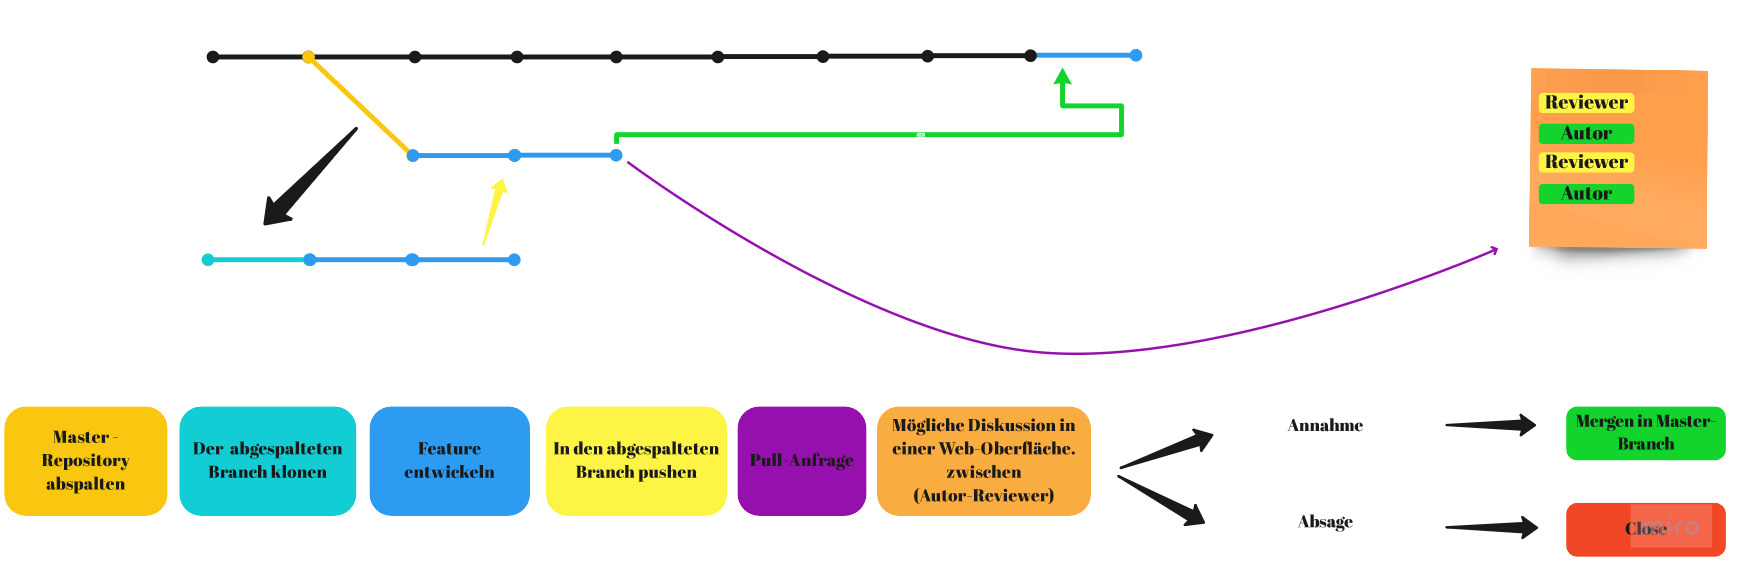 Reviewer
Autor
Reviewer
Autor
Master -
Repository
abspalten
Der abgespalteten
Branch klonen
Feature
entwickeln
In den abgespalteten
Branch pushen
Pull-Anfrage
Mögliche Diskussion in
einer Web-Oberfläche.
zwischen
(Autor-Reviewer)
Annahme
Absage
Mergen in Master-
Branch
Close
miro